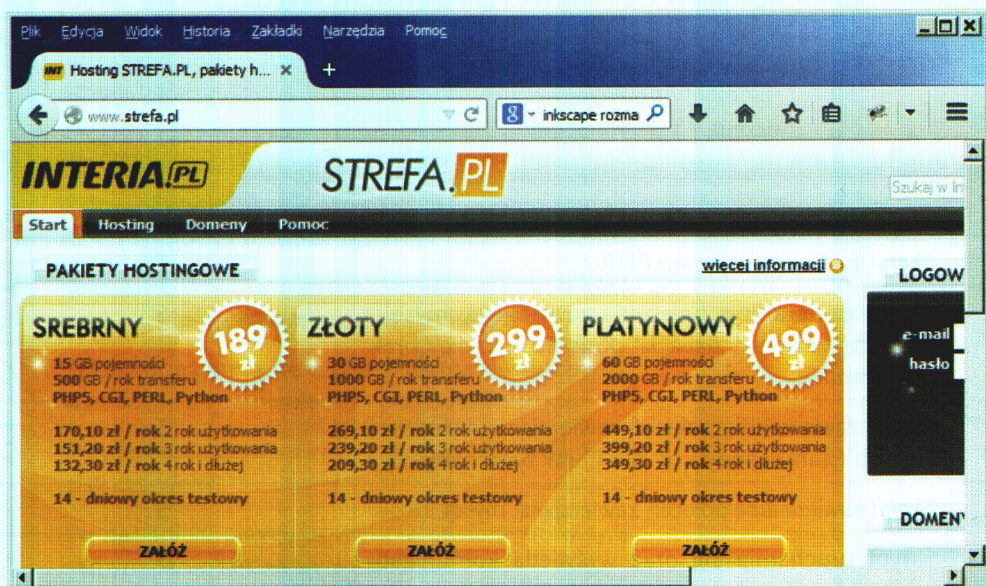 Plik Edycja Widok Historia Zakładki Narzędzia Pomoc
INT Hosting STREFA.PL, pakiety h... × +
www.strefa.pl
8 inkscape rozma
INTERIA.PL STREFA.PL
Szukaj w In
Start Hosting Domeny Pomoc
PAKIETY HOSTINGOWE
więcej informacji
LOGOW
SREBRNY
189 zł
15 GB pojemności
500 GB / rok transferu
PHP5, CGI, PERL, Python
170,10 zł / rok 2 rok użytkowania
151,20 zł / rok 3 rok użytkowania
132,30 zł / rok 4 rok i dłużej
14 - dniowy okres testowy
ZAŁÓŻ
ZŁOTY
299 zł
30 GB pojemności
1000 GB / rok transferu
PHP5, CGI, PERL, Python
269,10 zł / rok 2 rok użytkowania
239,20 zł / rok 3 rok użytkowania
209,30 zł / rok 4 rok i dłużej
14 - dniowy okres testowy
ZAŁÓŻ
PLATYNOWY
499 zł
60 GB pojemności
2000 GB / rok transferu
PHP5, CGI, PERL, Python
449,10 zł / rok 2 rok użytkowania
399,20 zł / rok 3 rok użytkowania
349,30 zł / rok 4 rok i dłużej
14 - dniowy okres testowy
ZAŁÓŻ
e-mail
hasło
DOMEN